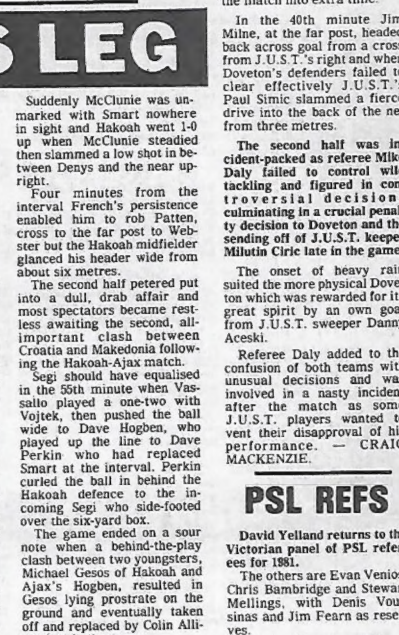 S LEG
Suddenly McClunie was un-
marked with Smart nowhere
in sight and Hakoah went 1-0
up when McClunie steadied
then slammed a low shot in be-
tween Denys and the near up-
right.
Four minutes from the
interval French's persistence
enabled him to rob Patten,
cross to the far post to Web-
ster but the Hakoah midfielder
glanced his header wide from
about six metres.
The second half petered put
into a dull, drab affair and
most spectators became rest-
less awaiting the second, all-
important clash between
Croatia and Makedonia follow-
ing the Hakoah-Ajax match.
Segi should have equalised
in the 55th minute when Vas-
sallo played a one-two with
Vojtek, then pushed the ball
wide to Dave Hogben, who
played up the line to Dave
Perkin who had replaced
Smart at the interval. Perkin
curled the ball in behind the
Hakoah defence to the in-
coming Segi who side-footed
over the six-yard box.
The game ended on a sour
note when a behind-the-play
clash between two youngsters,
Michael Gesos of Hakoah and
Ajax's Hogben, resulted in
Gesos lying prostrate on the
ground and eventually taken
off and replaced by Colin Alli-
the match into extra time.
In the 40th minute Jim
Milne, at the far post, headed
back across goal from a cross
from J.U.S.T.'s right and when
Doveton's defenders failed t
clear effectively J.U.S.T.'s
Paul Simic slammed a fierce
drive into the back of the ne
from three metres.
The second half was in
cident-packed as referee Mik
Daly failed to control wil
tackling and figured in con
troversial decision
culminating in a crucial penal
ty decision to Doveton and th
sending off of J.U.S.T. keepe
Milutin Ciric late in the game
The onset of heavy rai
suited the more physical Dove
ton which was rewarded for it
great spirit by an own goa
from J.U.S.T. sweeper Dann
Aceski.
Referee Daly added to th
confusion of both teams wit
unusual decisions and wa
involved in a nasty inciden
after the match as som
J.U.S.T. players wanted t
vent their disapproval of hi
performance. — CRAIG
MACKENZIE.
PSL REFS
David Yelland returns to th
Victorian panel of PSL refer
ees for 1981.
The others are Evan Venio
Chris Bambridge and Stewar
Mellings, with Denis Vou
sinas and Jim Fearn as rese
ves.